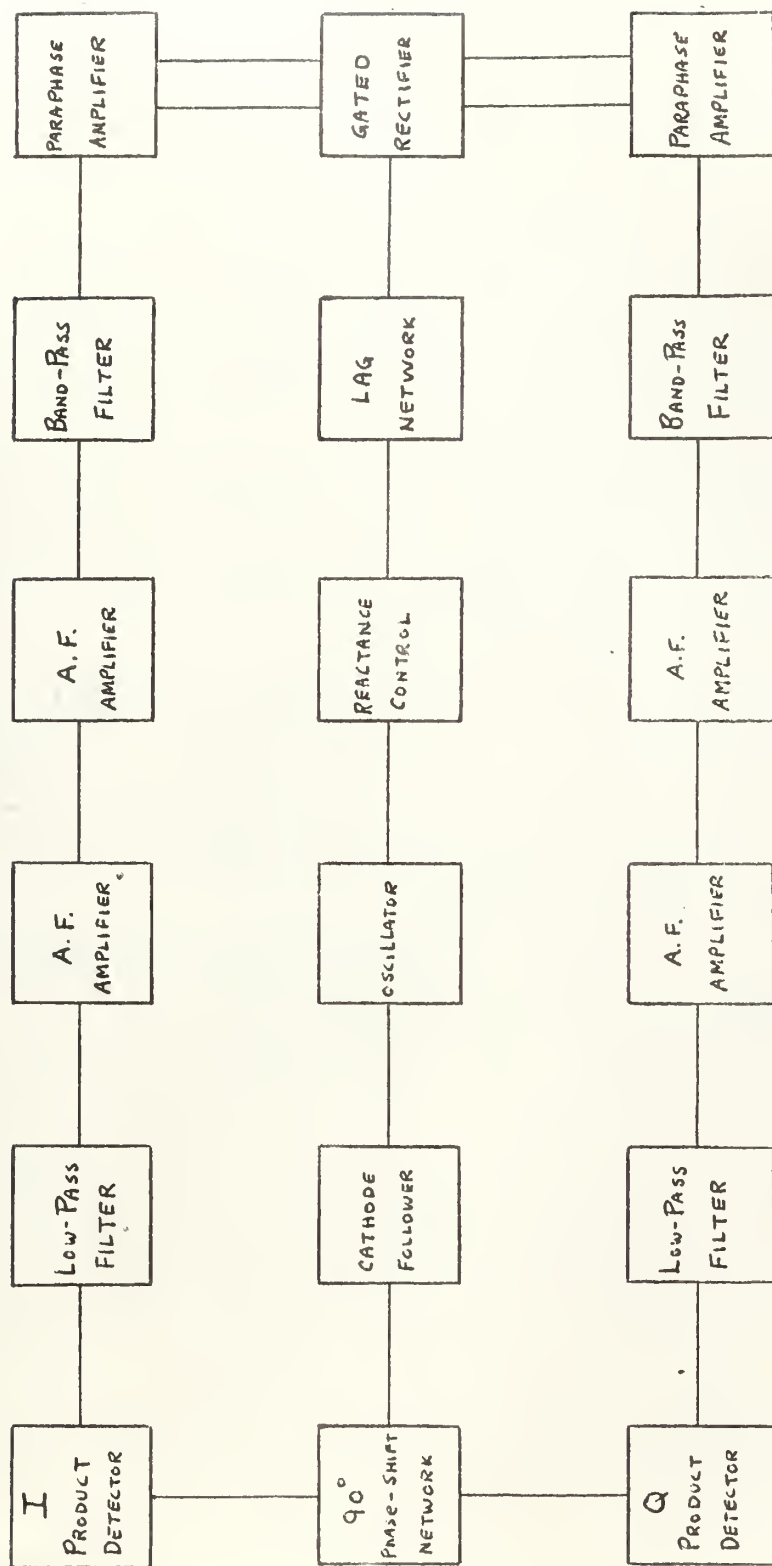 I
PRODUCT
DETECTOR
LOW-PASS
FILTER
A.F.
AMPLIFIER
A.F.
AMPLIFIER
BAND-PASS
FILTER
PARAPHASE
AMPLIFIER
90°
PHASE-SHIFT
NETWORK
CATHODE
FOLLOWER
OSCILLATOR
REACTANCE
CONTROL
LAG
NETWORK
GATED
RECTIFIER
Q
PRODUCT
DETECTOR
LOW-PASS
FILTER
A.F.
AMPLIFIER
A.F.
AMPLIFIER
BAND-PASS
FILTER
PARAPHASE
AMPLIFIER